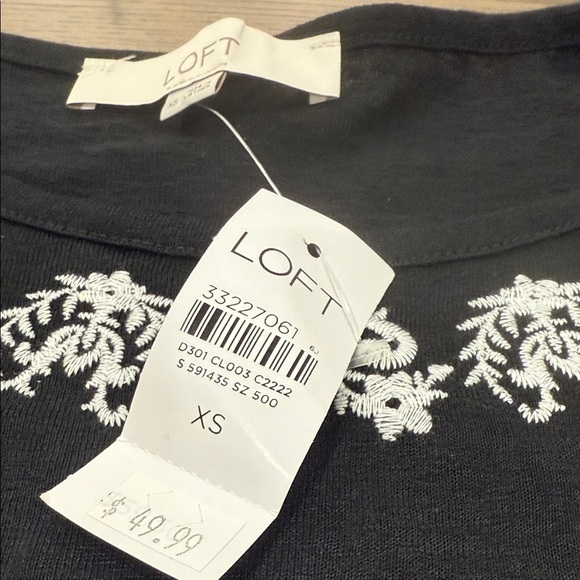 LOFT
XS
LOFT
33227061
D301 CL003 C2222
S 591435 SZ 500
XS
$ 49.99